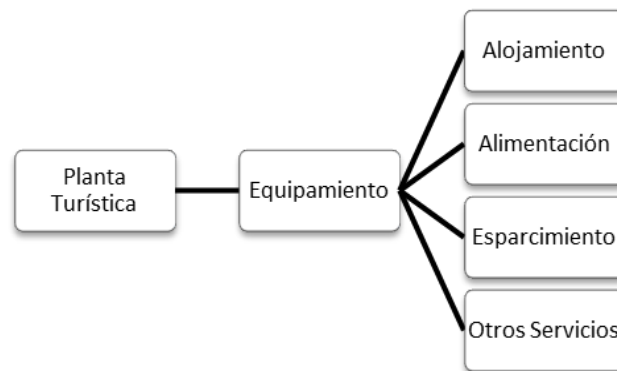 Planta
Turística
Equipamiento
Alojamiento
Alimentación
Esparcimiento
Otros Servicios